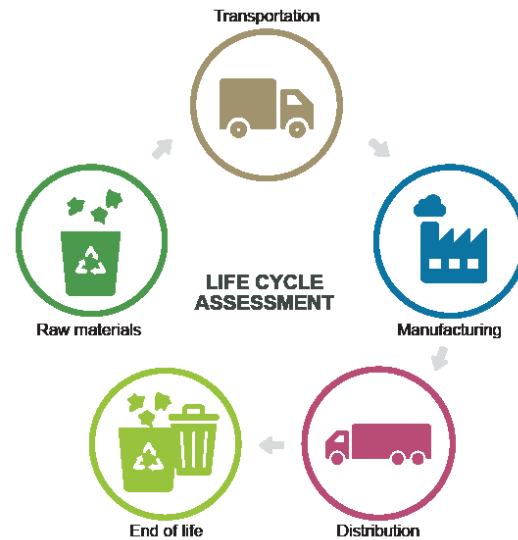 Transportation
LIFE CYCLE
ASSESSMENT
Raw materials
Manufacturing
End of life
Distribution